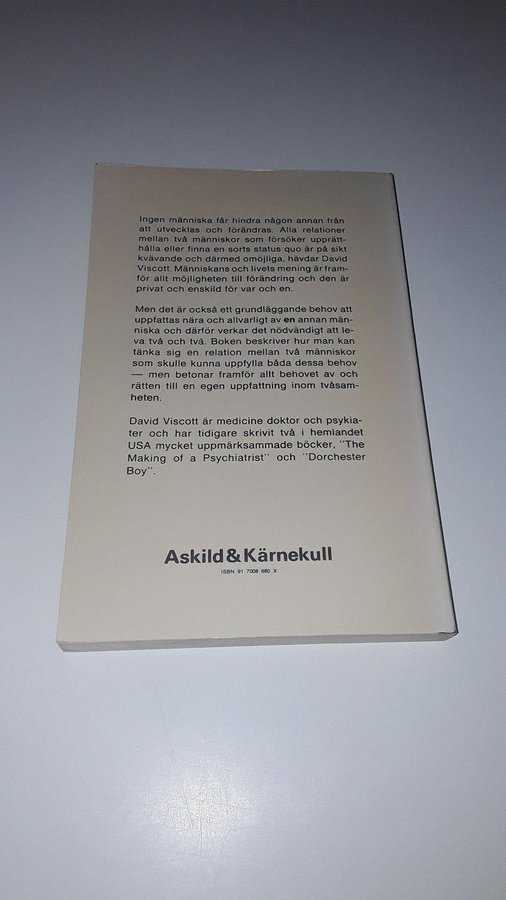 Ingen människa får hindra någon annan från
att utvecklas och förändras. Alla relationer
mellan två människor som försöker upprätt-
hålla eller finna en sorts status quo är på sikt
kvävande och därmed omöjliga, hävdar David
Viscott. Människans och livets mening är fram-
för allt möjligheten till förändring och den är
privat och enskild för var och en.
Men det är också ett grundläggande behov att
uppfattas nära och allvarligt av en annan män-
niska och därför verkar det nödvändigt att le-
va två och två. Boken beskriver hur man kan
tänka sig en relation mellan två människor
som skulle kunna uppfylla båda dessa behov
— men betonar framför allt behovet av och
rätten till en egen uppfattning inom tvåsam-
heten.
David Viscott är medicine doktor och psykia-
ter och har tidigare skrivit två i hemlandet
USA mycket uppmärksammade böcker, "The
Making of a Psychiatrist" och "Dorchester
Boy".
Askild & Kärnekull
ISBN 91 7008 680 X